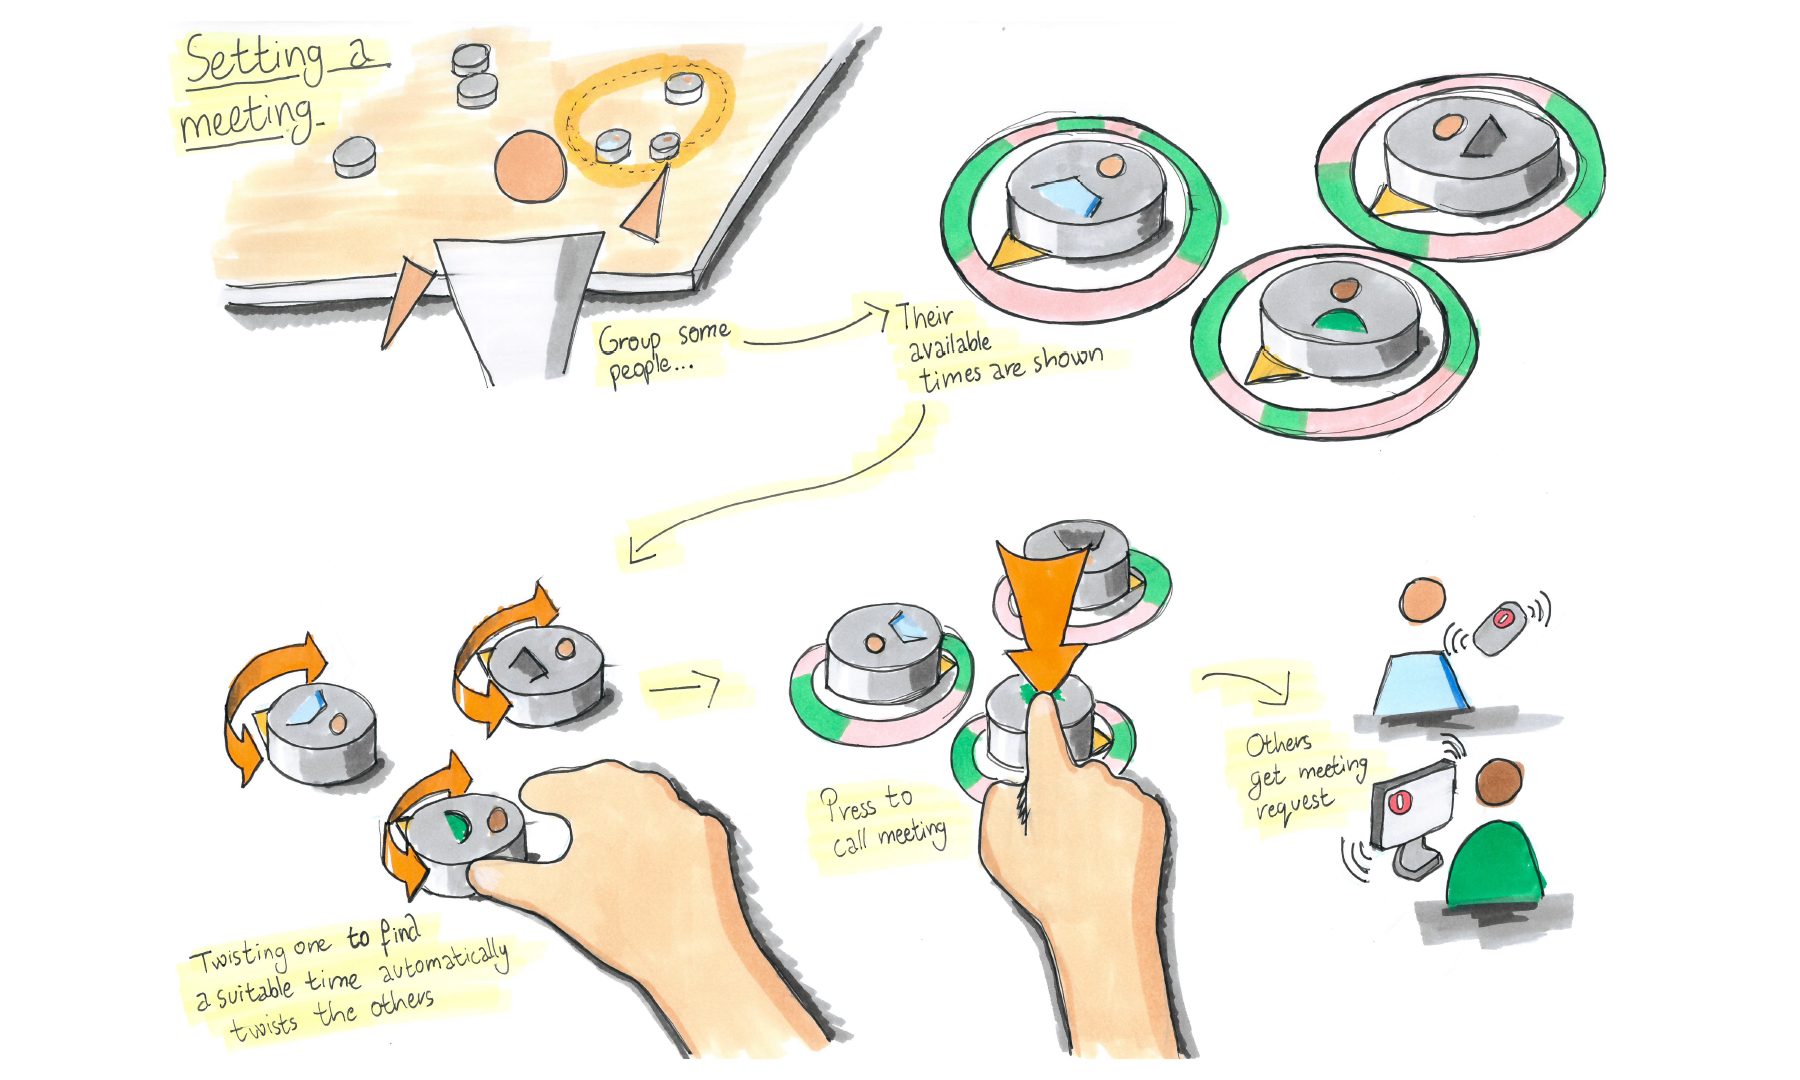 Setting a
meeting
Group some
people...
Their
available
times are shown
Twisting one to find
a suitable time automatically
twists the others
Press to
call meeting
Others
get meeting
request